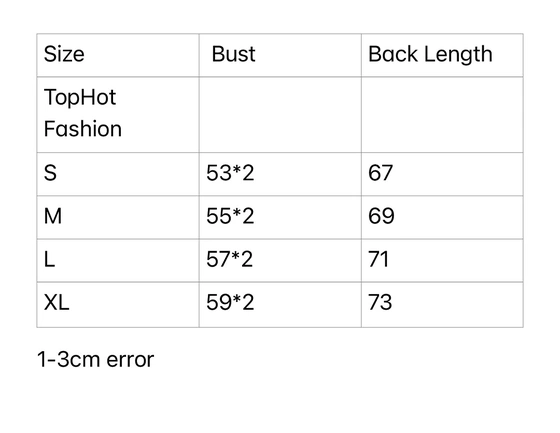 Size Bust Back Length
TopHot
Fashion
S 53*2 67
M 55*2 69
L 57*2 71
XL 59*2 73
1-3cm error